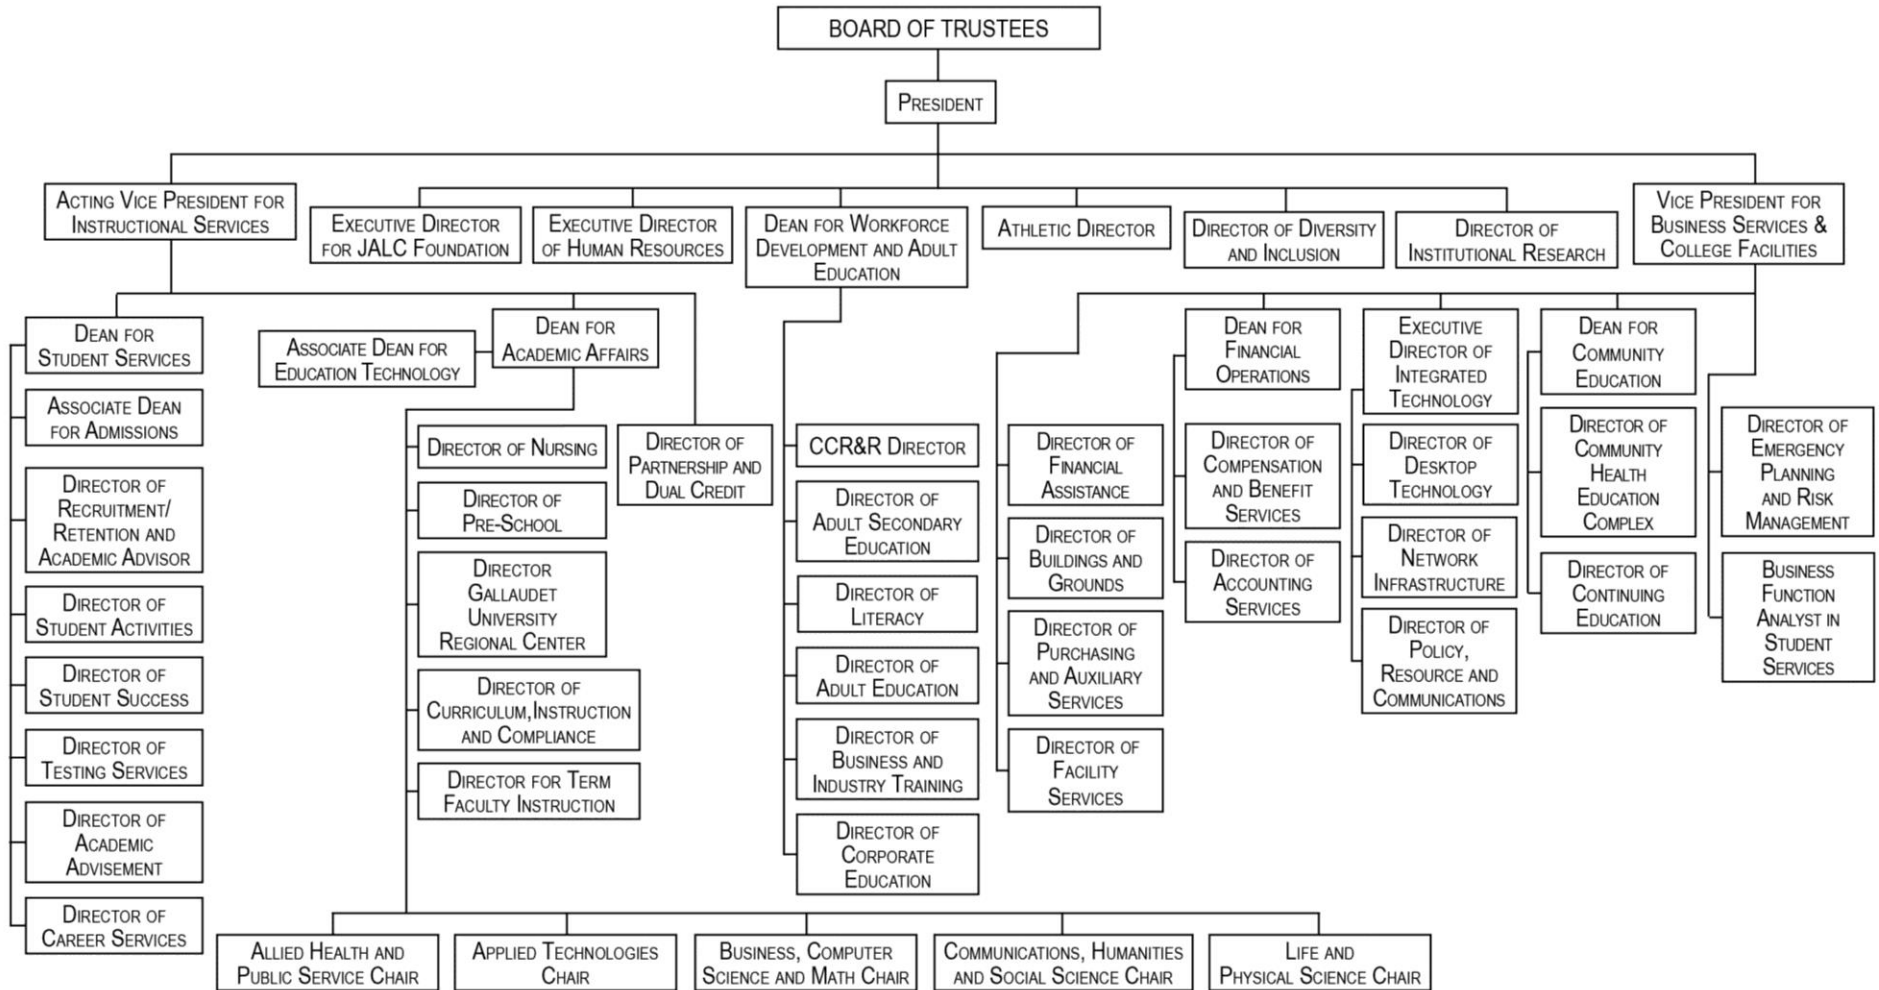 BOARD OF TRUSTEES
PRESIDENT
ACTING VICE PRESIDENT FOR
INSTRUCTIONAL SERVICES
EXECUTIVE DIRECTOR
FOR JALC FOUNDATION
EXECUTIVE DIRECTOR
OF HUMAN RESOURCES
DEAN FOR WORKFORCE
DEVELOPMENT AND ADULT
EDUCATION
ATHLETIC DIRECTOR
DIRECTOR OF DIVERSITY
AND INCLUSION
DIRECTOR OF
INSTITUTIONAL RESEARCH
VICE PRESIDENT FOR
BUSINESS SERVICES &
COLLEGE FACILITIES
DEAN FOR
STUDENT SERVICES
ASSOCIATE DEAN
FOR ADMISSIONS
DIRECTOR OF
RECRUITMENT/
RETENTION AND
ACADEMIC ADVISOR
DIRECTOR OF
STUDENT ACTIVITIES
DIRECTOR OF
STUDENT SUCCESS
DIRECTOR OF
TESTING SERVICES
DIRECTOR OF
ACADEMIC
ADVISEMENT
DIRECTOR OF
CAREER SERVICES
ASSOCIATE DEAN FOR
EDUCATION TECHNOLOGY
DEAN FOR
ACADEMIC AFFAIRS
DIRECTOR OF NURSING
DIRECTOR OF
PRE-SCHOOL
DIRECTOR
GALLAUDET
UNIVERSITY
REGIONAL CENTER
DIRECTOR OF
CURRICULUM,INSTRUCTION
AND COMPLIANCE
DIRECTOR FOR TERM
FACULTY INSTRUCTION
DIRECTOR OF
PARTNERSHIP AND
DUAL CREDIT
CCR&R DIRECTOR
DIRECTOR OF
ADULT SECONDARY
EDUCATION
DIRECTOR OF
LITERACY
DIRECTOR OF
ADULT EDUCATION
DIRECTOR OF
BUSINESS AND
INDUSTRY TRAINING
DIRECTOR OF
CORPORATE
EDUCATION
DIRECTOR OF
FINANCIAL
ASSISTANCE
DIRECTOR OF
BUILDINGS AND
GROUNDS
DIRECTOR OF
PURCHASING
AND AUXILIARY
SERVICES
DIRECTOR OF
FACILITY
SERVICES
DEAN FOR
FINANCIAL
OPERATIONS
DIRECTOR OF
COMPENSATION
AND BENEFIT
SERVICES
DIRECTOR OF
ACCOUNTING
SERVICES
EXECUTIVE
DIRECTOR OF
INTEGRATED
TECHNOLOGY
DIRECTOR OF
DESKTOP
TECHNOLOGY
DIRECTOR OF
NETWORK
INFRASTRUCTURE
DIRECTOR OF
POLICY,
RESOURCE AND
COMMUNICATIONS
DEAN FOR
COMMUNITY
EDUCATION
DIRECTOR OF
COMMUNITY
HEALTH
EDUCATION
COMPLEX
DIRECTOR OF
CONTINUING
EDUCATION
DIRECTOR OF
EMERGENCY
PLANNING
AND RISK
MANAGEMENT
BUSINESS
FUNCTION
ANALYST IN
STUDENT
SERVICES
ALLIED HEALTH AND
PUBLIC SERVICE CHAIR
APPLIED TECHNOLOGIES
CHAIR
BUSINESS, COMPUTER
SCIENCE AND MATH CHAIR
COMMUNICATIONS, HUMANITIES
AND SOCIAL SCIENCE CHAIR
LIFE AND
PHYSICAL SCIENCE CHAIR